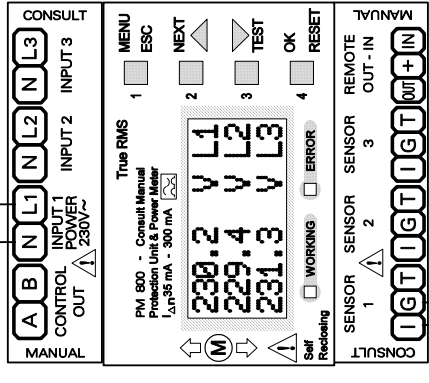 CONSULT
L3
N
INPUT 3
L2
N
INPUT 2
L1
N
INPUT 1
POWER
230V~
B
A
CONTROL
OUT
MANUAL
MENU
ESC
NEXT
TEST
OK
RESET
1
2
3
4
True RMS
PM 800 - Consult Manual
Protection Unit & Power Meter
I△n35 mA - 300 mA
230.2 V L1
229.4 V L2
231.3 V L3
WORKING
ERROR
M
Self
Reclosing
MANUAL
REMOTE
OUT - IN
OUT + IN
SENSOR
3
I G T
SENSOR
2
I G T
SENSOR
1
I G T
CONSULT